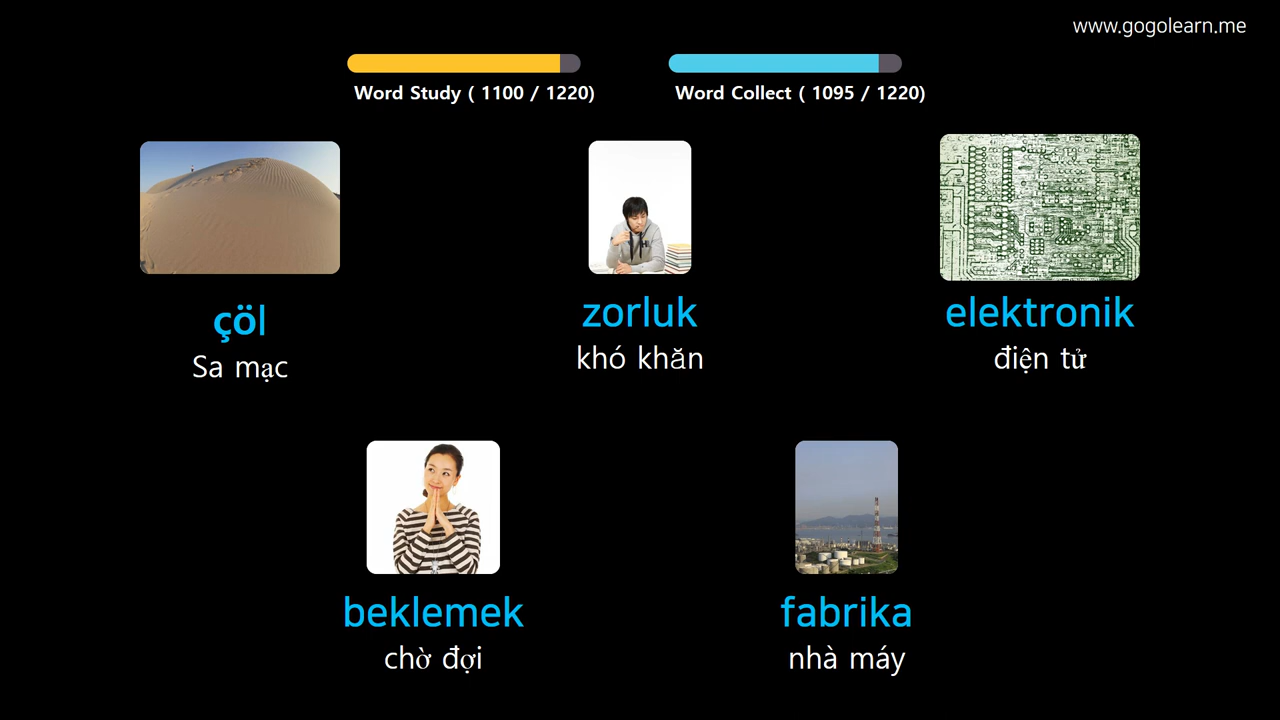 www.gogolearn.me
Word Study ( 1100 / 1220)
Word Collect ( 1095 / 1220)
çöl
Sa mạc
zorluk
khó khăn
elektronik
điện tử
beklemek
chờ đợi
fabrika
nhà máy